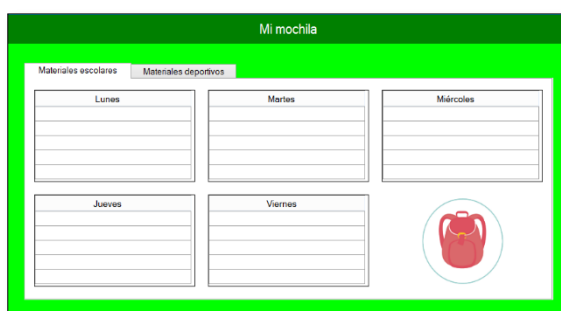 Mi mochila
Materiales escolares Materiales deportivos
Lunes Martes Miércoles
Jueves Viernes